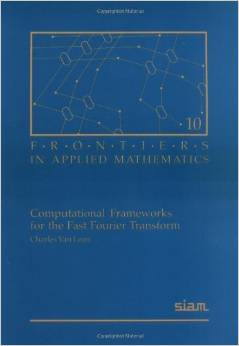 10
F·R·O·N·T·I·E·R·S
IN APPLIED MATHEMATICS
Computational Frameworks
for the Fast Fourier Transform
Charles Van Loan
siam